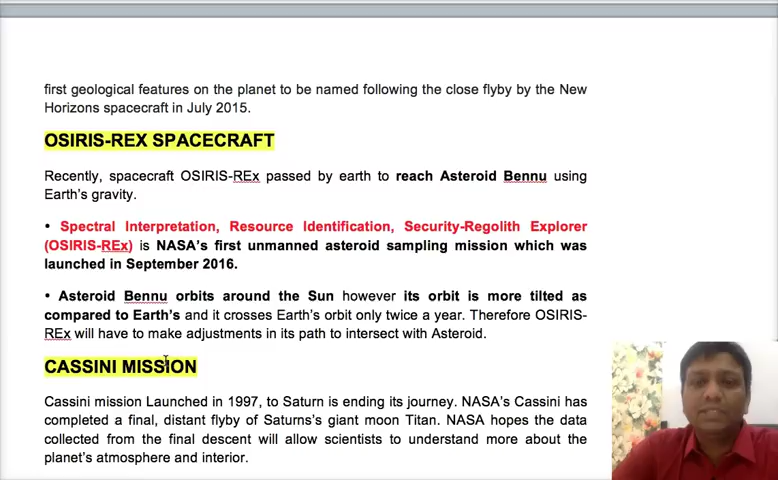 first geological features on the planet to be named following the close flyby by the New
Horizons spacecraft in July 2015.
OSIRIS-REX SPACECRAFT
Recently, spacecraft OSIRIS-REx passed by earth to reach Asteroid Bennu using
Earth's gravity.
• Spectral Interpretation, Resource Identification, Security-Regolith Explorer
(OSIRIS-REx) is NASA's first unmanned asteroid sampling mission which was
launched in September 2016.
• Asteroid Bennu orbits around the Sun however its orbit is more tilted as
compared to Earth's and it crosses Earth's orbit only twice a year. Therefore OSIRIS-
REx will have to make adjustments in its path to intersect with Asteroid.
CASSINI MISSION
Cassini mission Launched in 1997, to Saturn is ending its journey. NASA's Cassini has
completed a final, distant flyby of Saturns's giant moon Titan. NASA hopes the data
collected from the final descent will allow scientists to understand more about the
planet's atmosphere and interior.